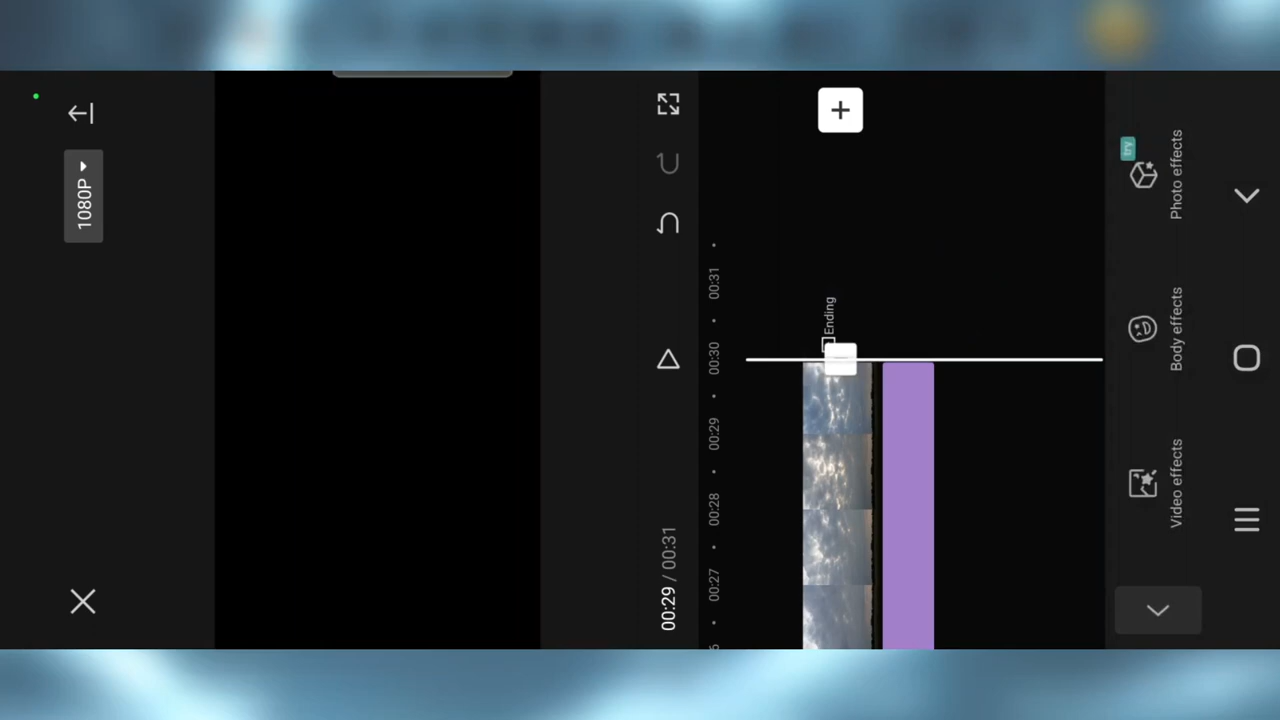 1080P
00:29 / 00:31
00:27
00:28
00:29
00:30
00:31
Ending
try
Video effects
Body effects
Photo effects